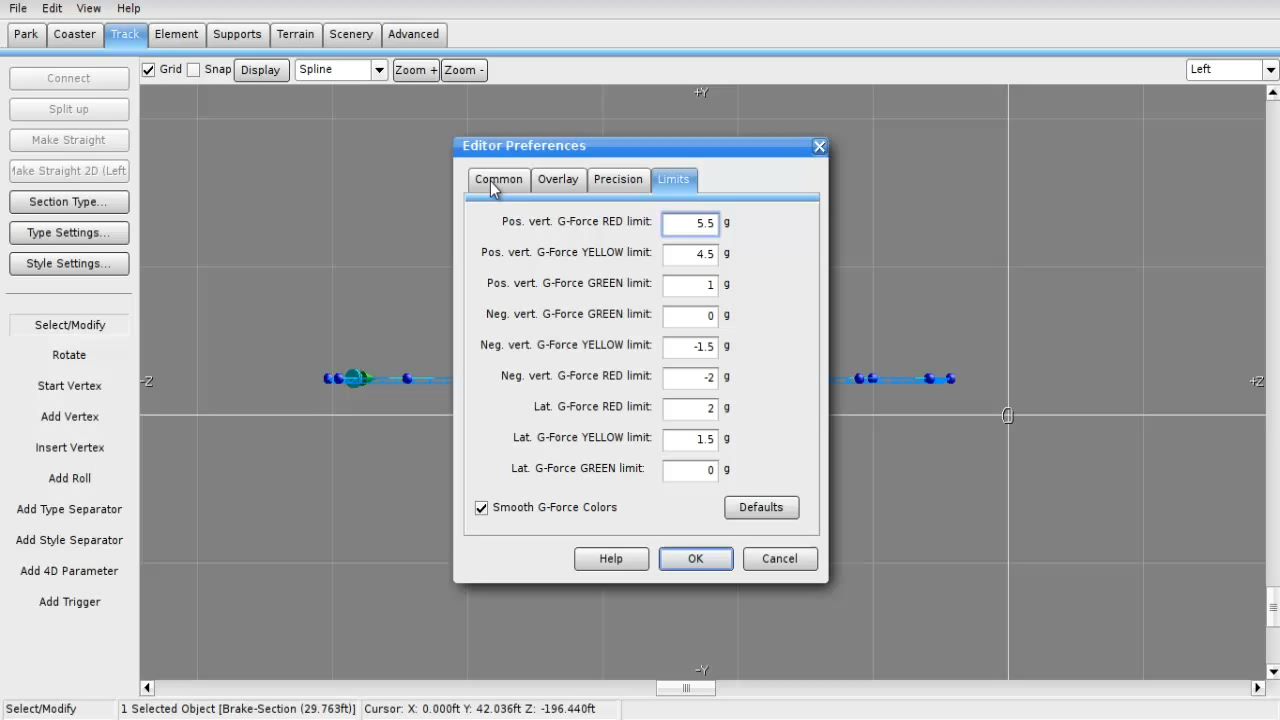 File Edit View Help
Park Coaster Track Element Supports Terrain Scenery Advanced
Grid Snap Display Spline Zoom + Zoom - Left
Connect
Split up
Make Straight
Make Straight 2D (Left
Section Type...
Type Settings...
Style Settings...
Select/Modify
Rotate
Start Vertex
Add Vertex
Insert Vertex
Add Roll
Add Type Separator
Add Style Separator
Add 4D Parameter
Add Trigger
+Y
-Z
+Z
0
-Y
Editor Preferences
Common Overlay Precision Limits
Pos. vert. G-Force RED limit: 5.5 g
Pos. vert. G-Force YELLOW limit: 4.5 g
Pos. vert. G-Force GREEN limit: 1 g
Neg. vert. G-Force GREEN limit: 0 g
Neg. vert. G-Force YELLOW limit: -1.5 g
Neg. vert. G-Force RED limit: -2 g
Lat. G-Force RED limit: 2 g
Lat. G-Force YELLOW limit: 1.5 g
Lat. G-Force GREEN limit: 0 g
Smooth G-Force Colors Defaults
Help OK Cancel
Select/Modify 1 Selected Object [Brake-Section (29.763ft)] Cursor: X: 0.000ft Y: 42.036ft Z: -196.440ft